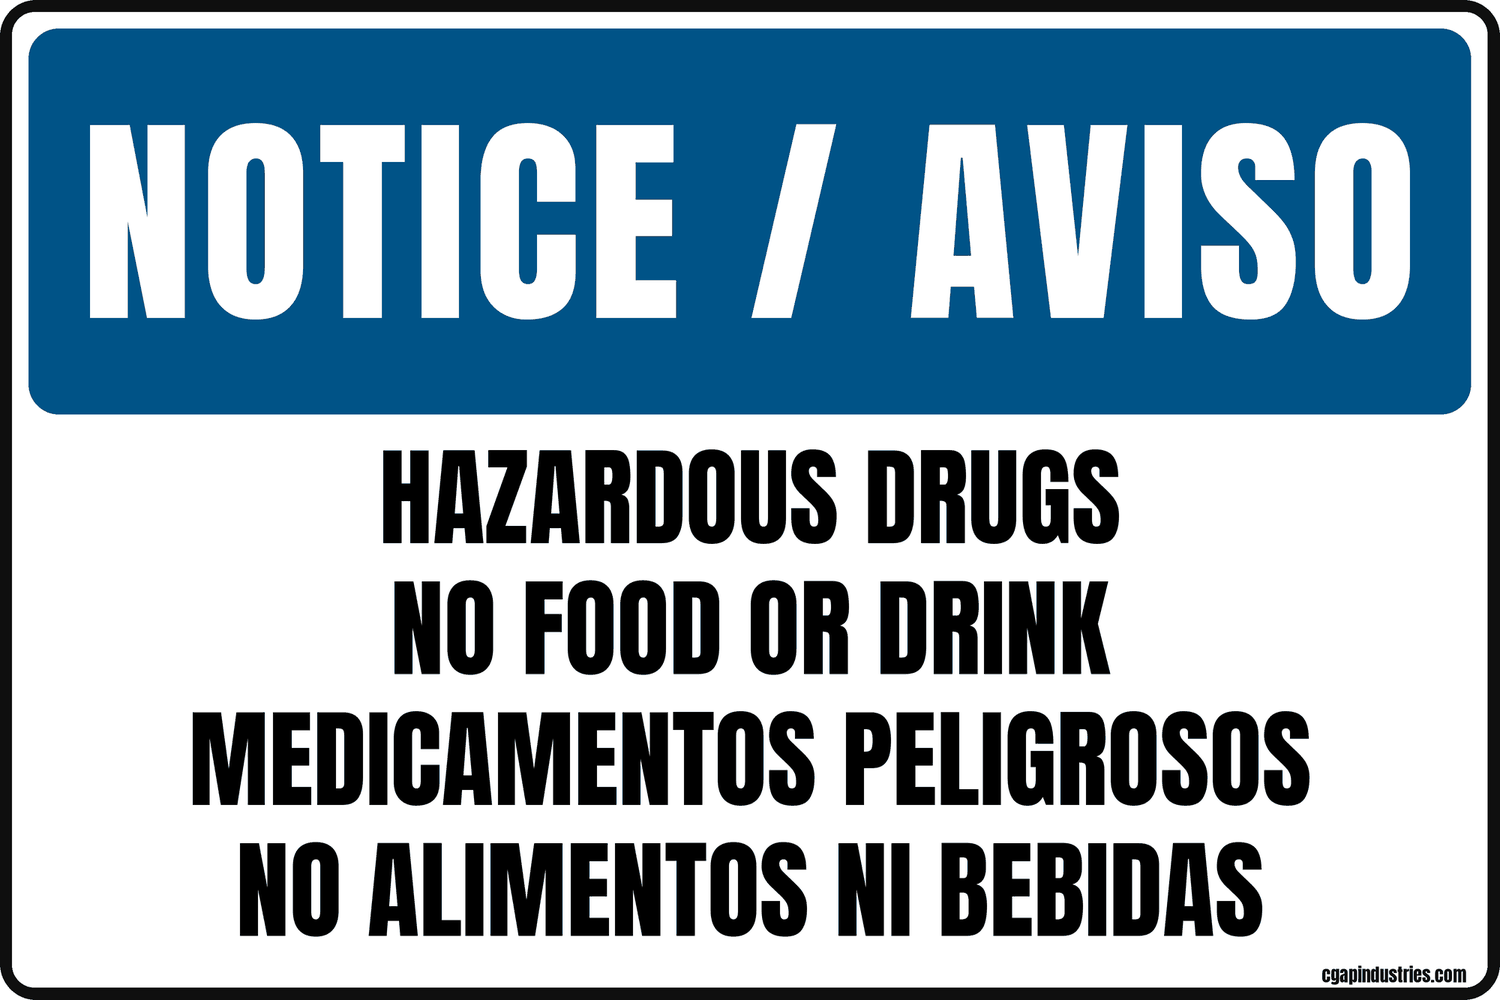 NOTICE / AVISO
HAZARDOUS DRUGS
NO FOOD OR DRINK
MEDICAMENTOS PELIGROSOS
NO ALIMENTOS NI BEBIDAS
cgapindustries.com